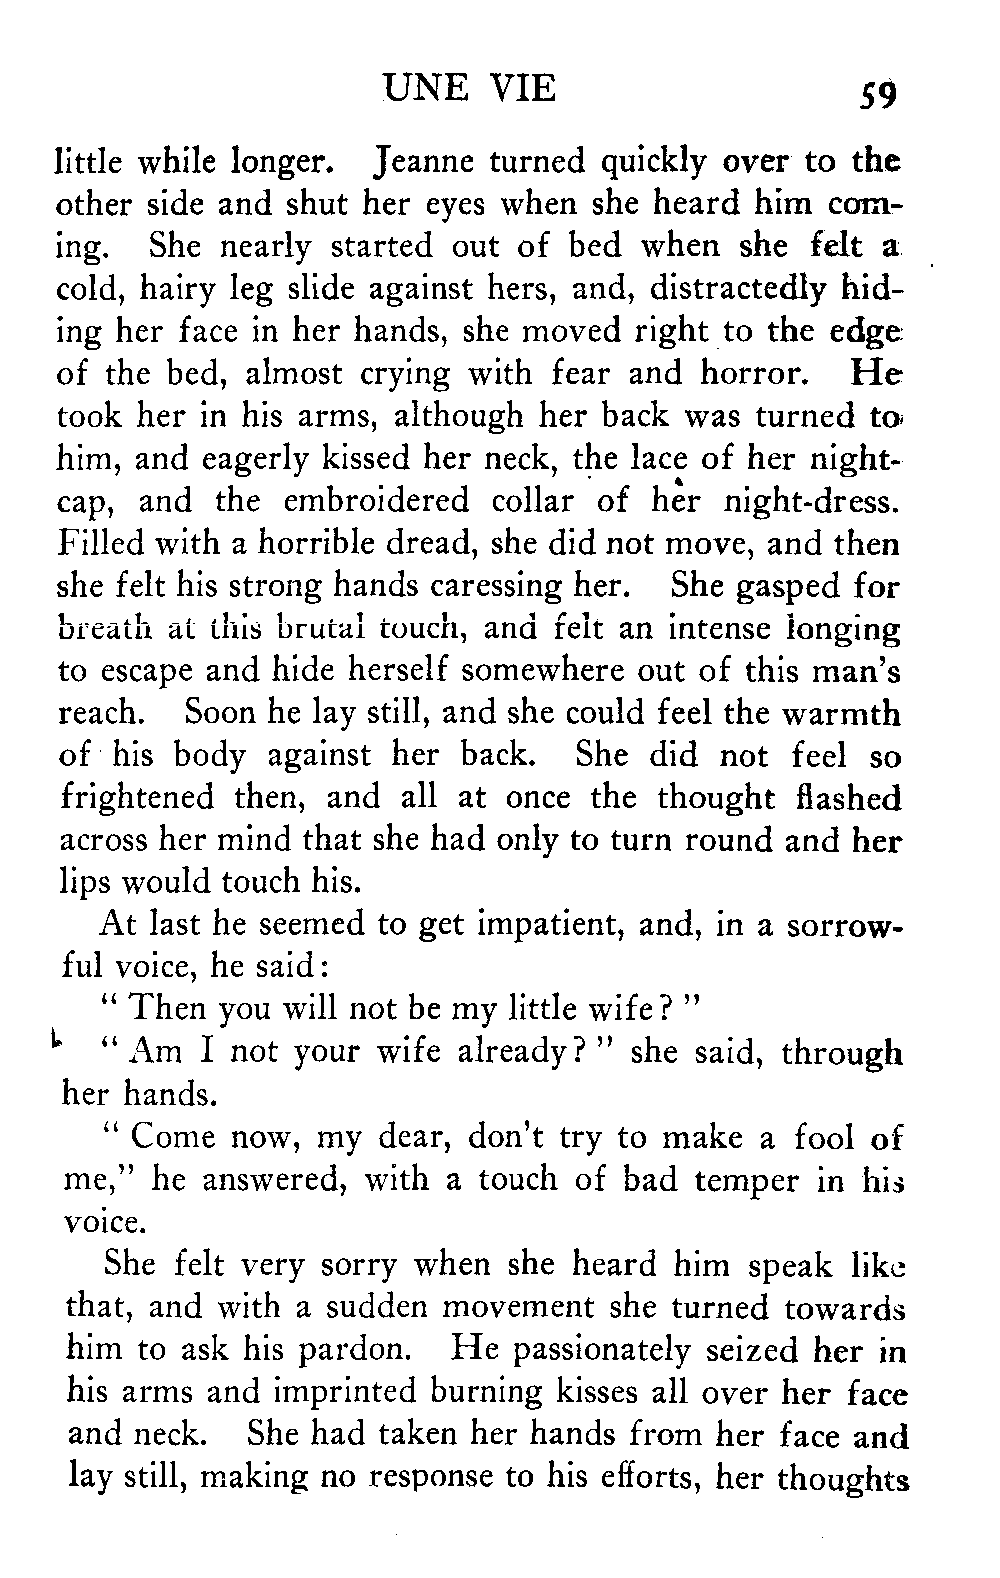 UNE VIE 59
little while longer. Jeanne turned quickly over to the
other side and shut her eyes when she heard him com-
ing. She nearly started out of bed when she felt a
cold, hairy leg slide against hers, and, distractedly hid-
ing her face in her hands, she moved right to the edge
of the bed, almost crying with fear and horror. He
took her in his arms, although her back was turned to
him, and eagerly kissed her neck, the lace of her night-
cap, and the embroidered collar of her night-dress.
Filled with a horrible dread, she did not move, and then
she felt his strong hands caressing her. She gasped for
breath at this brutal touch, and felt an intense longing
to escape and hide herself somewhere out of this man's
reach. Soon he lay still, and she could feel the warmth
of his body against her back. She did not feel so
frightened then, and all at once the thought flashed
across her mind that she had only to turn round and her
lips would touch his.
At last he seemed to get impatient, and, in a sorrow-
ful voice, he said:
" Then you will not be my little wife? "
" Am I not your wife already? " she said, through
her hands.
" Come now, my dear, don't try to make a fool of
me," he answered, with a touch of bad temper in his
voice.
She felt very sorry when she heard him speak like
that, and with a sudden movement she turned towards
him to ask his pardon. He passionately seized her in
his arms and imprinted burning kisses all over her face
and neck. She had taken her hands from her face and
lay still, making no response to his efforts, her thoughts